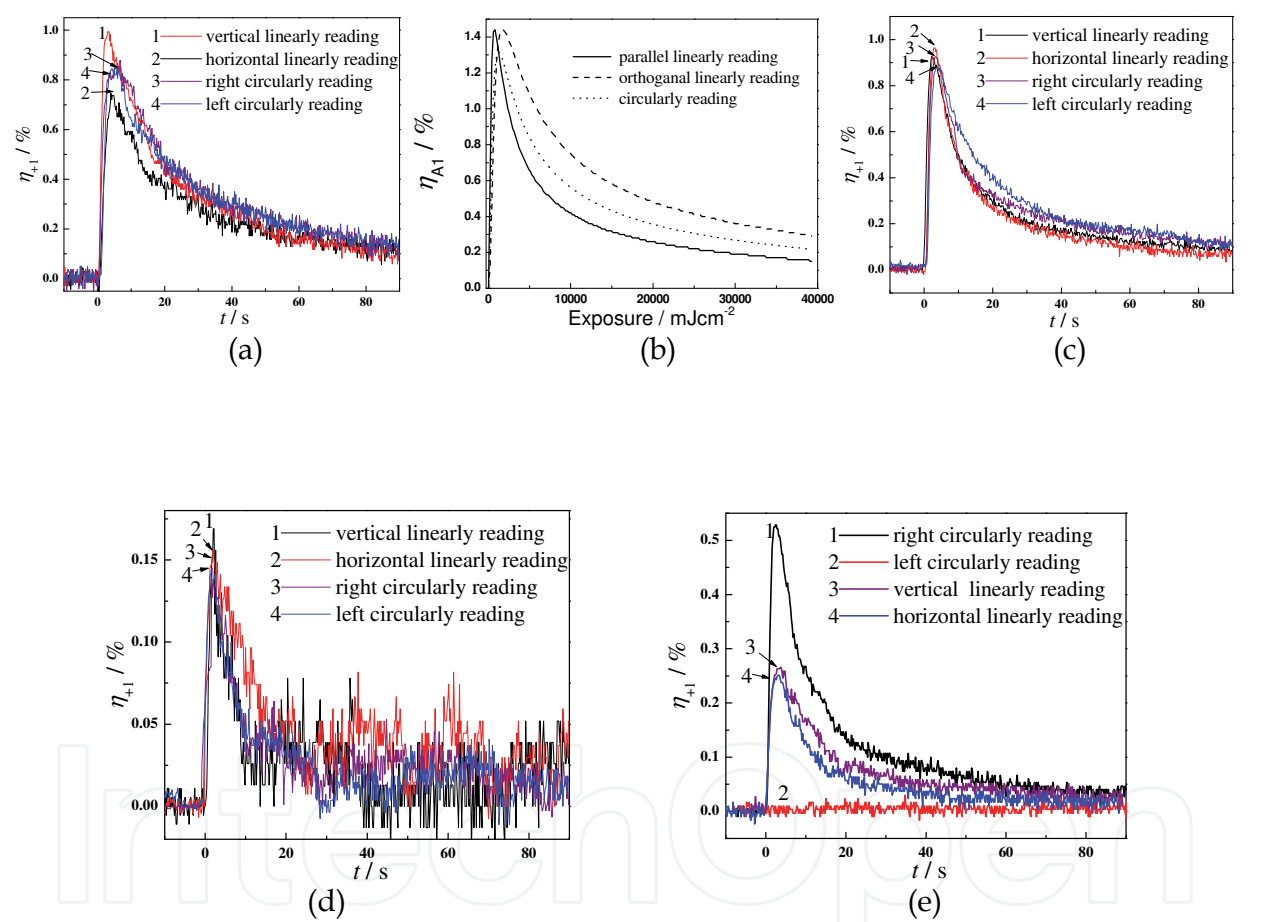 1 vertical linearly reading
2 horizontal linearly reading
3 right circularly reading
4 left circularly reading
1
3
4
2
η+1 / %
1.0
0.8
0.6
0.4
0.2
0.0
0 20 40 60 80
t / s
(a)
parallel linearly reading
orthoganal linearly reading
circularly reading
ηA1 / %
1.4
1.2
1.0
0.8
0.6
0.4
0.2
0.0
0 10000 20000 30000 40000
Exposure / mJcm-2
(b)
1 vertical linearly reading
2 horizontal linearly reading
3 right circularly reading
4 left circularly reading
2
3
1
4
η+1 / %
1.0
0.8
0.6
0.4
0.2
0.0
0 20 40 60 80
t / s
(c)
1 vertical linearly reading
2 horizontal linearly reading
3 right circularly reading
4 left circularly reading
1
2
3
4
η+1 / %
0.15
0.10
0.05
0.00
0 20 40 60 80
t / s
(d)
1 right circularly reading
2 left circularly reading
3 vertical linearly reading
4 horizontal linearly reading
1
3
4
2
η+1 / %
0.5
0.4
0.3
0.2
0.1
0.0
0 20 40 60 80
t / s
(e)
IntechOpen